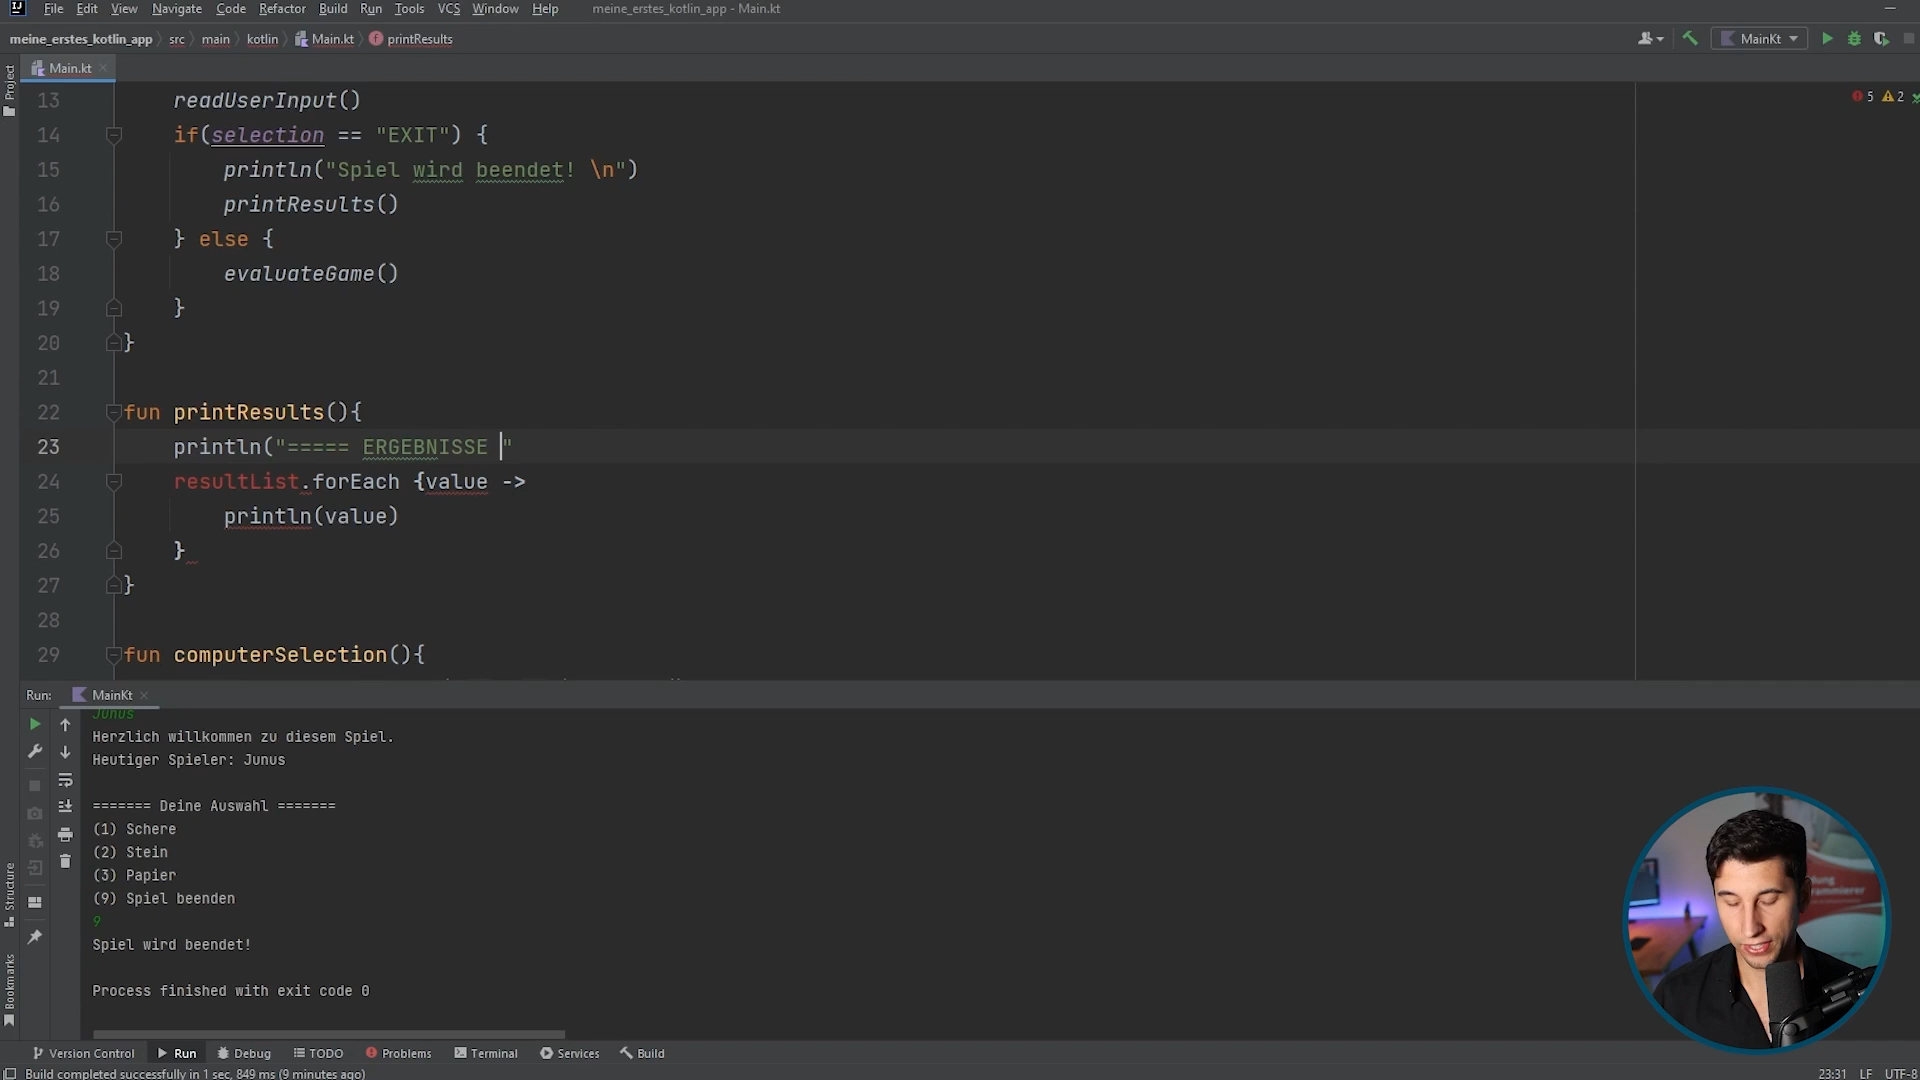 File Edit View Navigate Code Refactor Build Run Tools VCS Window Help meine_erstes_kotlin_app - Main.kt
meine_erstes_kotlin_app src main kotlin Main.kt printResults MainKt
Project
Main.kt
13 readUserInput()
5 2
14 if(selection == "EXIT") {
15 println("Spiel wird beendet! \n")
16 printResults()
17 } else {
18 evaluateGame()
19 }
20 }
21
22 fun printResults(){
23 println("===== ERGEBNISSE "
24 resultList.forEach {value ->
25 println(value)
26 }
27 }
28
29 fun computerSelection(){
Run: MainKt
Junus
Herzlich willkommen zu diesem Spiel.
Heutiger Spieler: Junus
======= Deine Auswahl =======
(1) Schere
(2) Stein
(3) Papier
(9) Spiel beenden
9
Spiel wird beendet!
Process finished with exit code 0
Structure
Bookmarks
Version Control Run Debug TODO Problems Terminal Services Build
Build completed successfully in 1 sec, 849 ms (9 minutes ago) 23:31 LF UTF-8